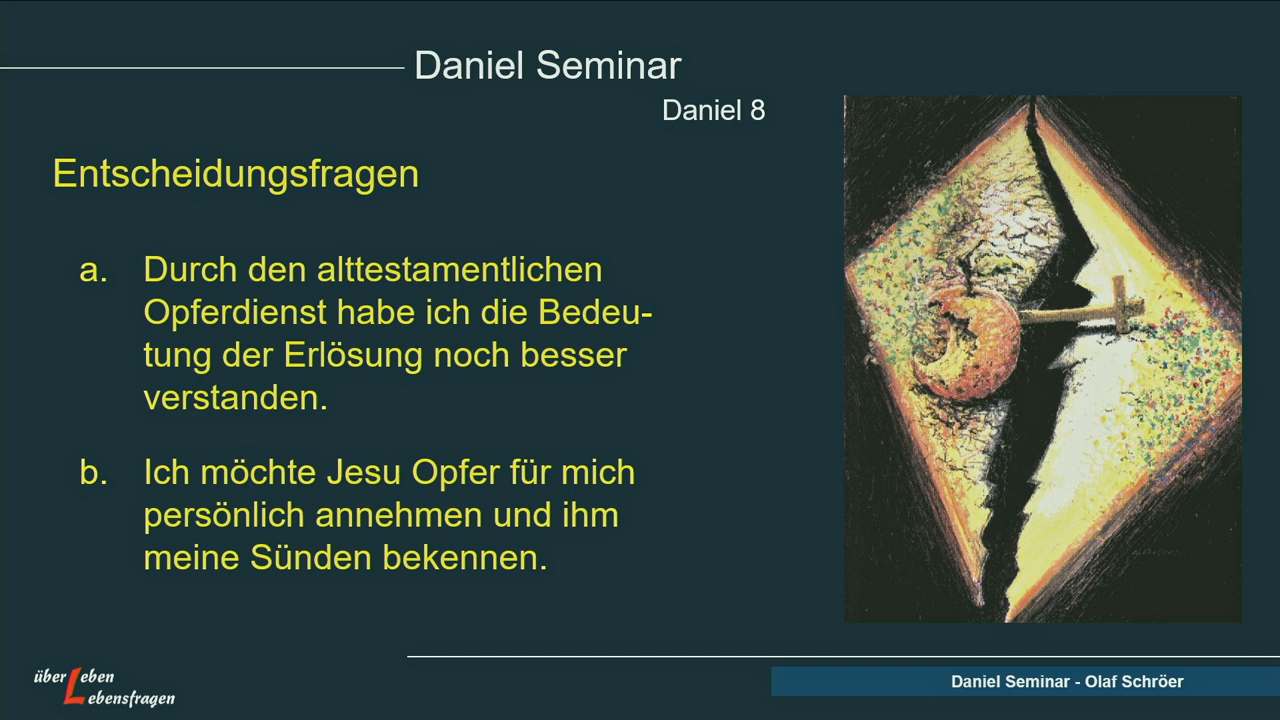 Daniel Seminar
Daniel 8
Entscheidungsfragen
a. Durch den alttestamentlichen
Opferdienst habe ich die Bedeu-
tung der Erlösung noch besser
verstanden.
b. Ich möchte Jesu Opfer für mich
persönlich annehmen und ihm
meine Sünden bekennen.
über Leben
Lebensfragen
Daniel Seminar - Olaf Schröer